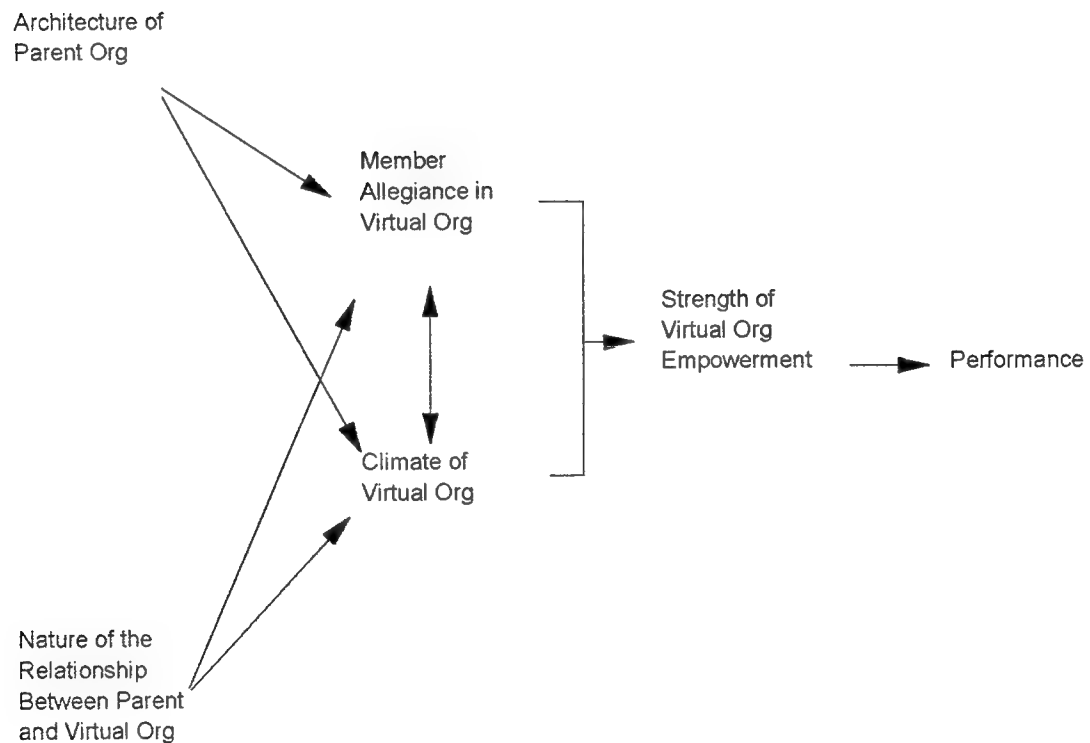 Architecture of
Parent Org
Member
Allegiance in
Virtual Org
Strength of
Virtual Org
Empowerment
Performance
Climate of
Virtual Org
Nature of the
Relationship
Between Parent
and Virtual Org